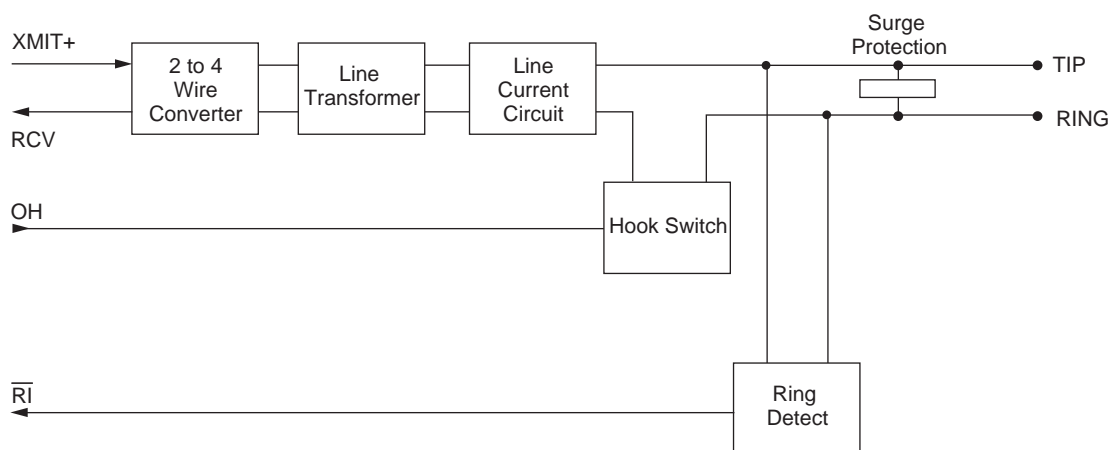 Surge
Protection
XMIT+
2 to 4
Wire
Converter
Line
Transformer
Line
Current
Circuit
TIP
RING
RCV
OH
Hook Switch
R̅I̅
Ring
Detect